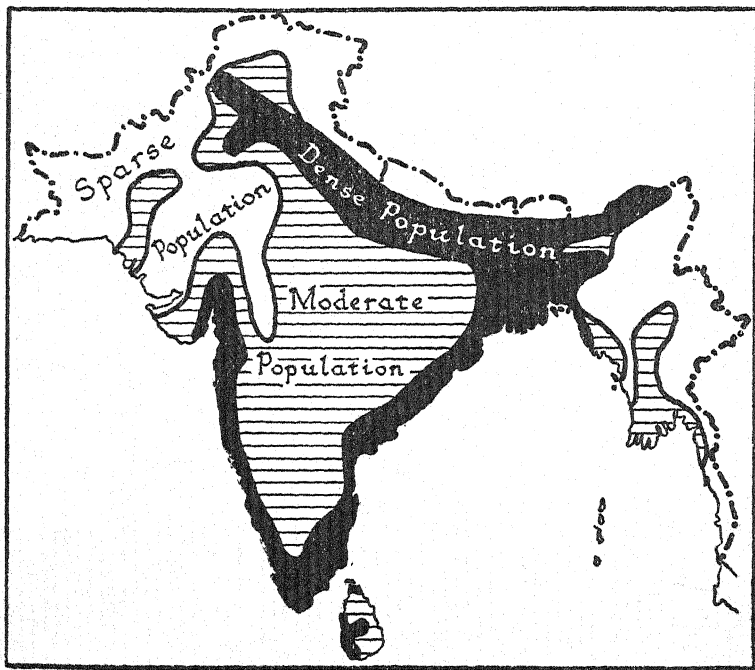 Sparse
Population
Dense Population
Moderate
Population